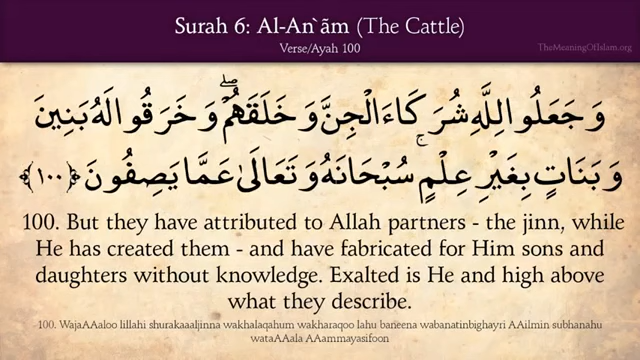 Surah 6: Al-An`ãm (The Cattle)
Verse/Ayah 100
TheMeaningOfIslam.org
وَجَعَلُوا لِلَّهِ شُرَكَاءَ الْجِنَّ وَخَلَقَهُمْ ۖ وَخَرَقُوا لَهُ بَنِينَ
وَبَنَاتٍ بِغَيْرِ عِلْمٍ ۚ سُبْحَانَهُ وَتَعَالَىٰ عَمَّا يَصِفُونَ ﴿١٠٠﴾
100. But they have attributed to Allah partners - the jinn, while
He has created them - and have fabricated for Him sons and
daughters without knowledge. Exalted is He and high above
what they describe.
100. WajaAAaloo lillahi shurakaaaljinna wakhalaqahum wakharaqoo lahu baneena wabanatinbighayri AAilmin subhanahu
wataAAala AAammayasifoon